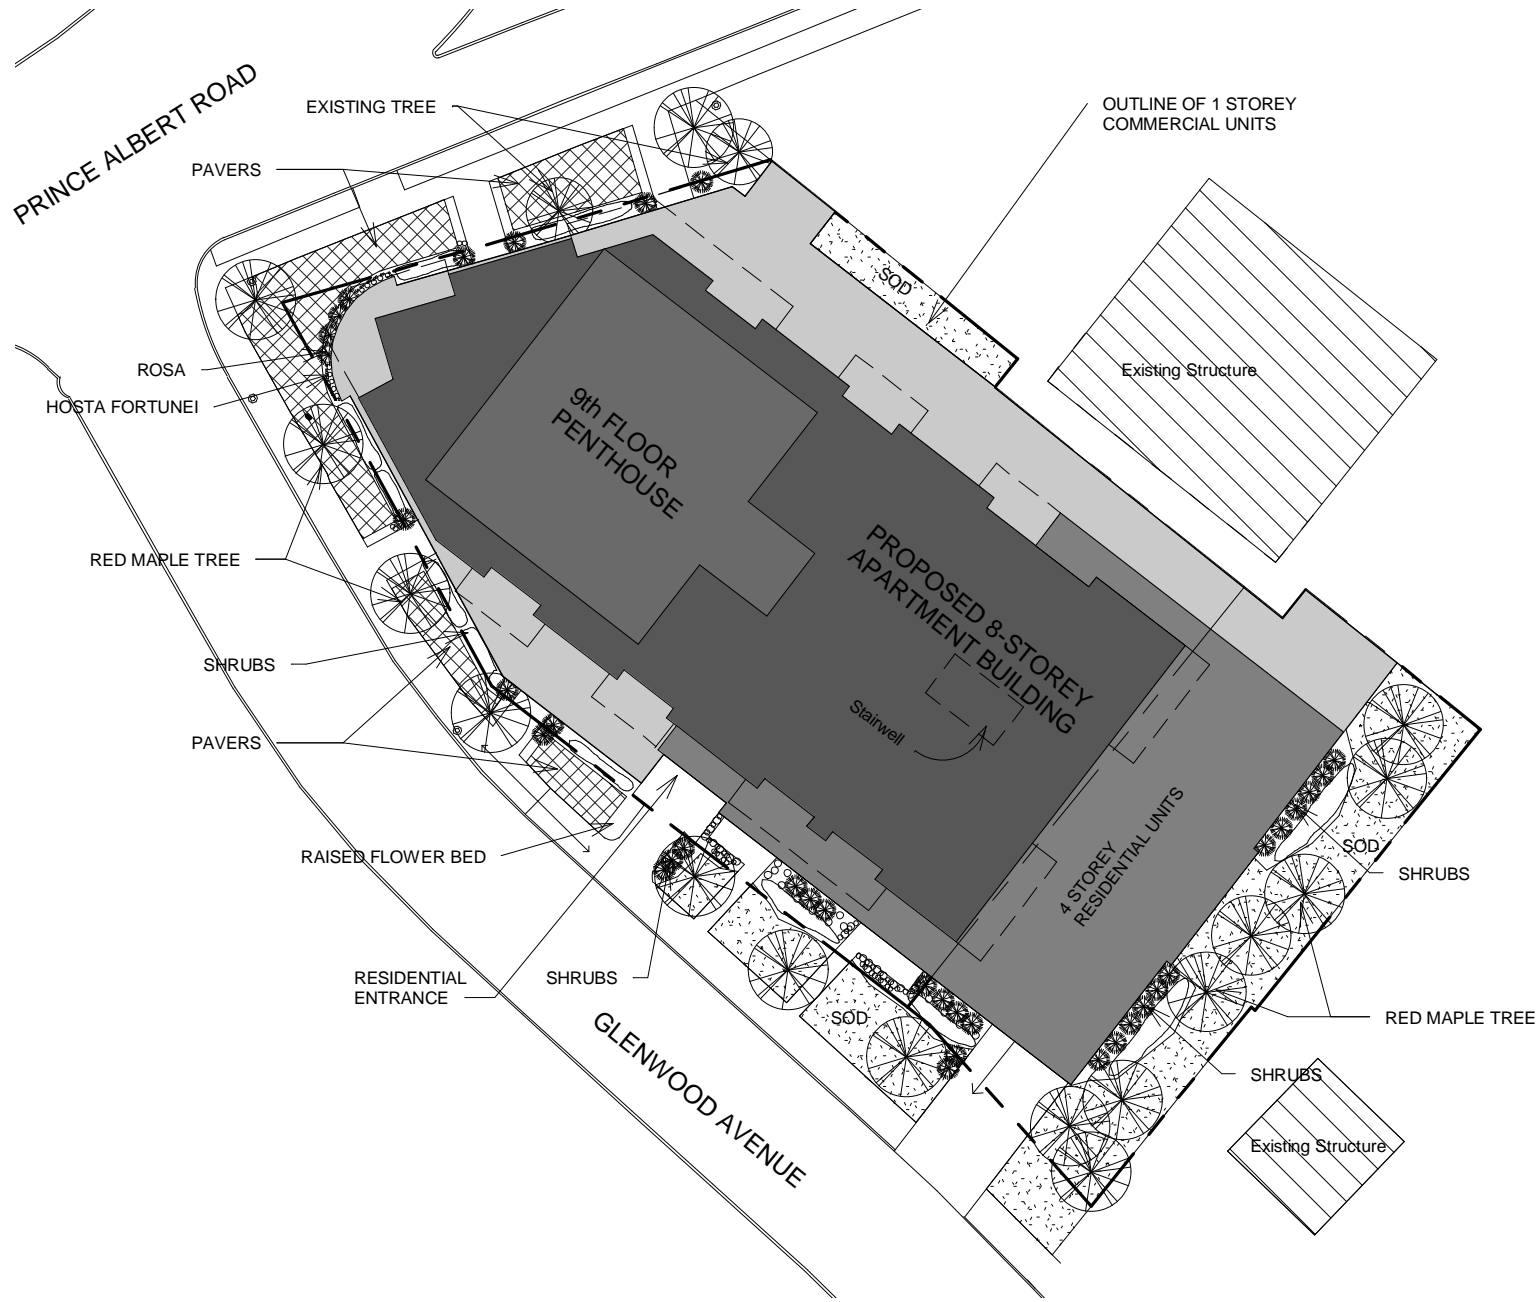 PRINCE ALBERT ROAD
EXISTING TREE
OUTLINE OF 1 STOREY
COMMERCIAL UNITS
PAVERS
SOD
ROSA
HOSTA FORTUNEI
Existing Structure
9th FLOOR
PENTHOUSE
RED MAPLE TREE
PROPOSED 8-STOREY
APARTMENT BUILDING
SHRUBS
Stairwell
PAVERS
RAISED FLOWER BED
4 STOREY
RESIDENTIAL UNITS
SOD
SHRUBS
RESIDENTIAL
ENTRANCE
SHRUBS
SOD
GLENWOOD AVENUE
RED MAPLE TREE
SHRUBS
Existing Structure